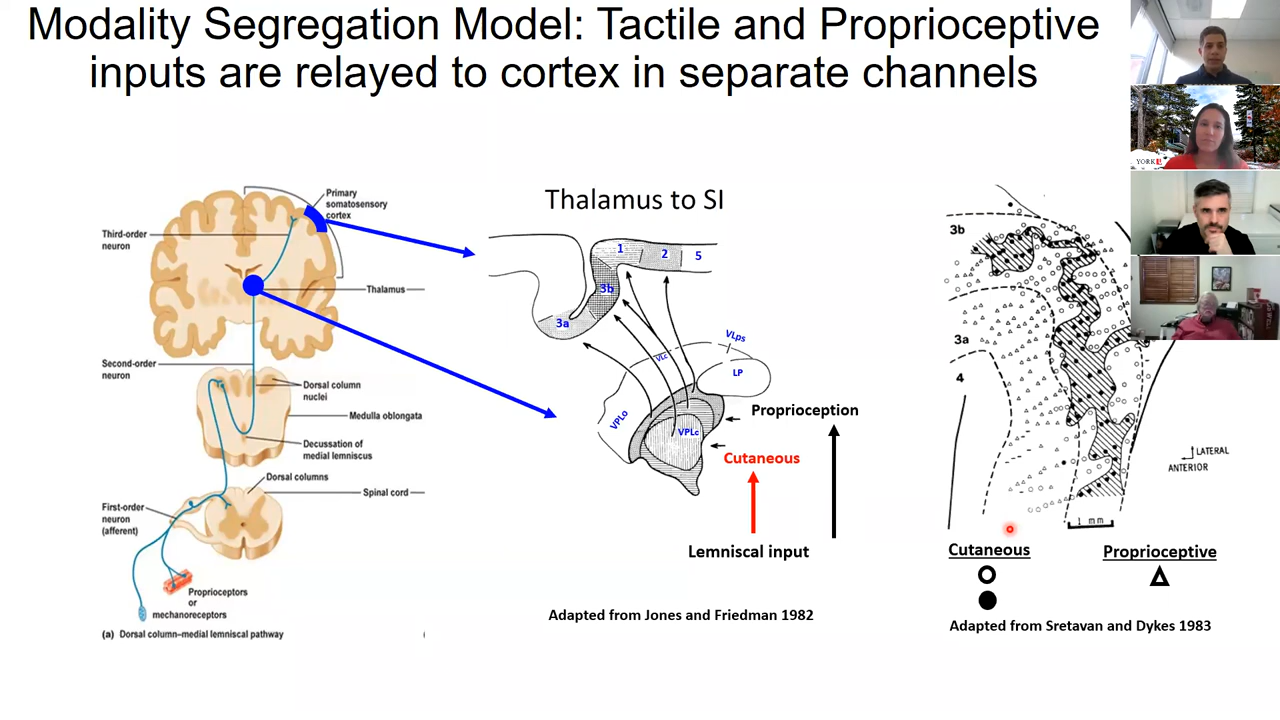 Modality Segregation Model: Tactile and Proprioceptive
inputs are relayed to cortex in separate channels
YORK U
Primary
somatosensory
cortex
Third-order
neuron
Thalamus
Second-order
neuron
Dorsal column
nuclei
Medulla oblongata
Decussation of
medial lemniscus
Dorsal columns
Spinal cord
First-order
neuron
(afferent)
Proprioceptors
or
mechanoreceptors
(a) Dorsal column–medial lemniscal pathway
Thalamus to SI
1
2
5
3b
3a
VLps
VLc
LP
VPLo
VPLc
Proprioception
Cutaneous
Lemniscal input
Adapted from Jones and Friedman 1982
3b
3a
4
LATERAL
ANTERIOR
1 mm
Cutaneous
Proprioceptive
Adapted from Sretavan and Dykes 1983